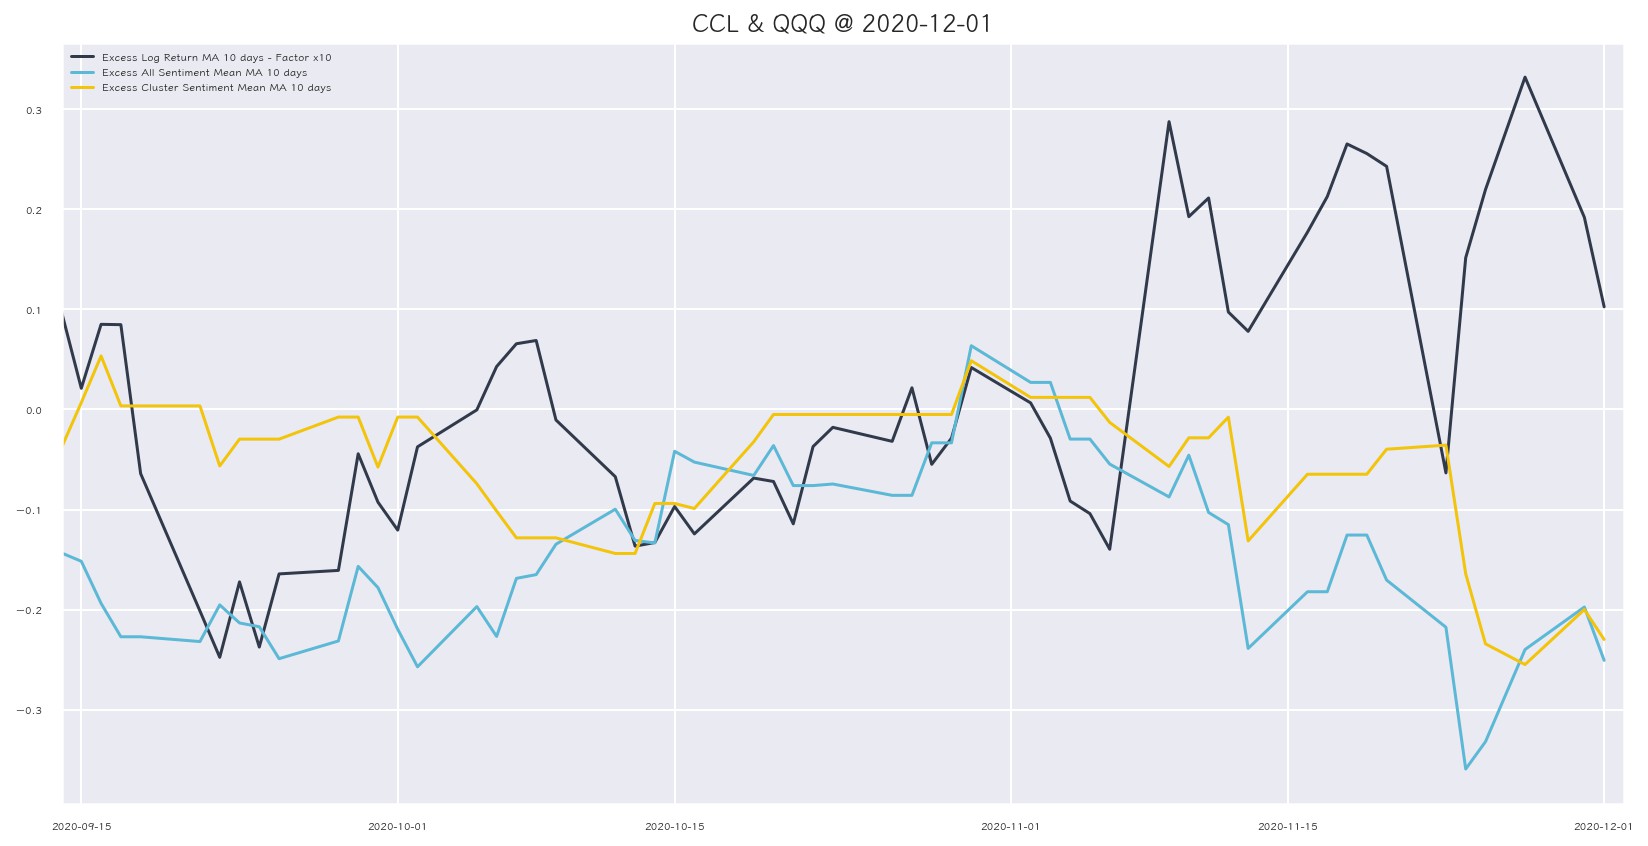 CCL & QQQ @ 2020-12-01
Excess Log Return MA 10 days - Factor x10
Excess All Sentiment Mean MA 10 days
Excess Cluster Sentiment Mean MA 10 days
0.3
0.2
0.1
0.0
−0.1
−0.2
−0.3
2020-09-15 2020-10-01 2020-10-15 2020-11-01 2020-11-15 2020-12-01